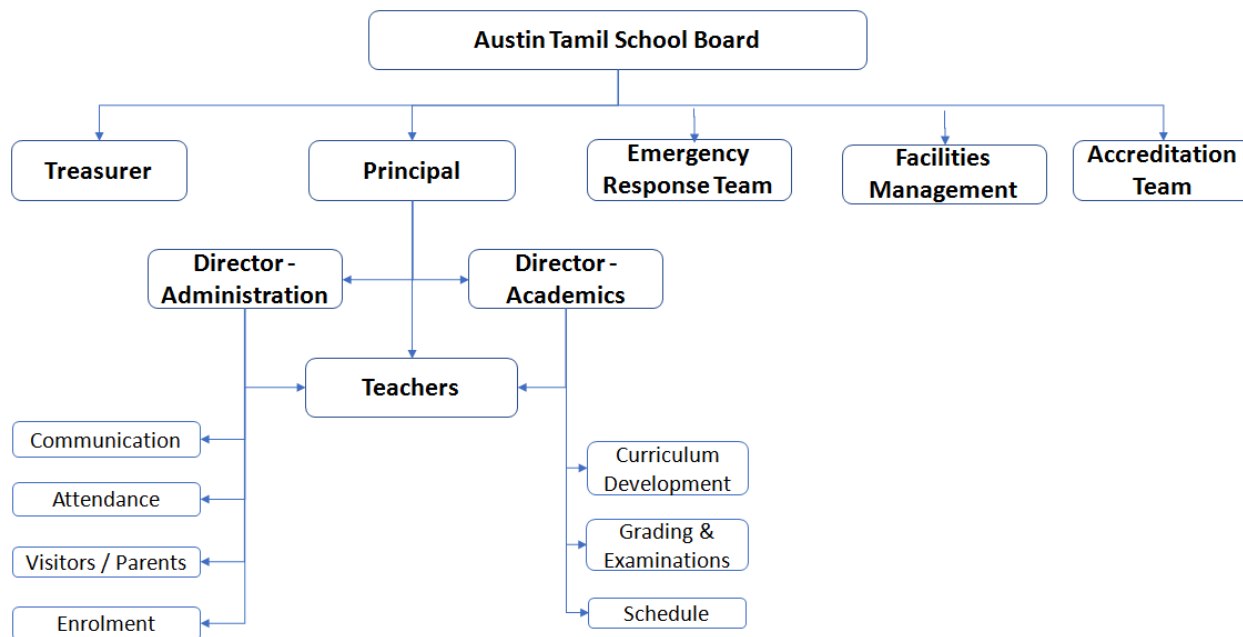 Austin Tamil School Board
Treasurer
Principal
Emergency
Response Team
Facilities
Management
Accreditation
Team
Director -
Administration
Director -
Academics
Teachers
Communication
Attendance
Visitors / Parents
Enrolment
Curriculum
Development
Grading &
Examinations
Schedule